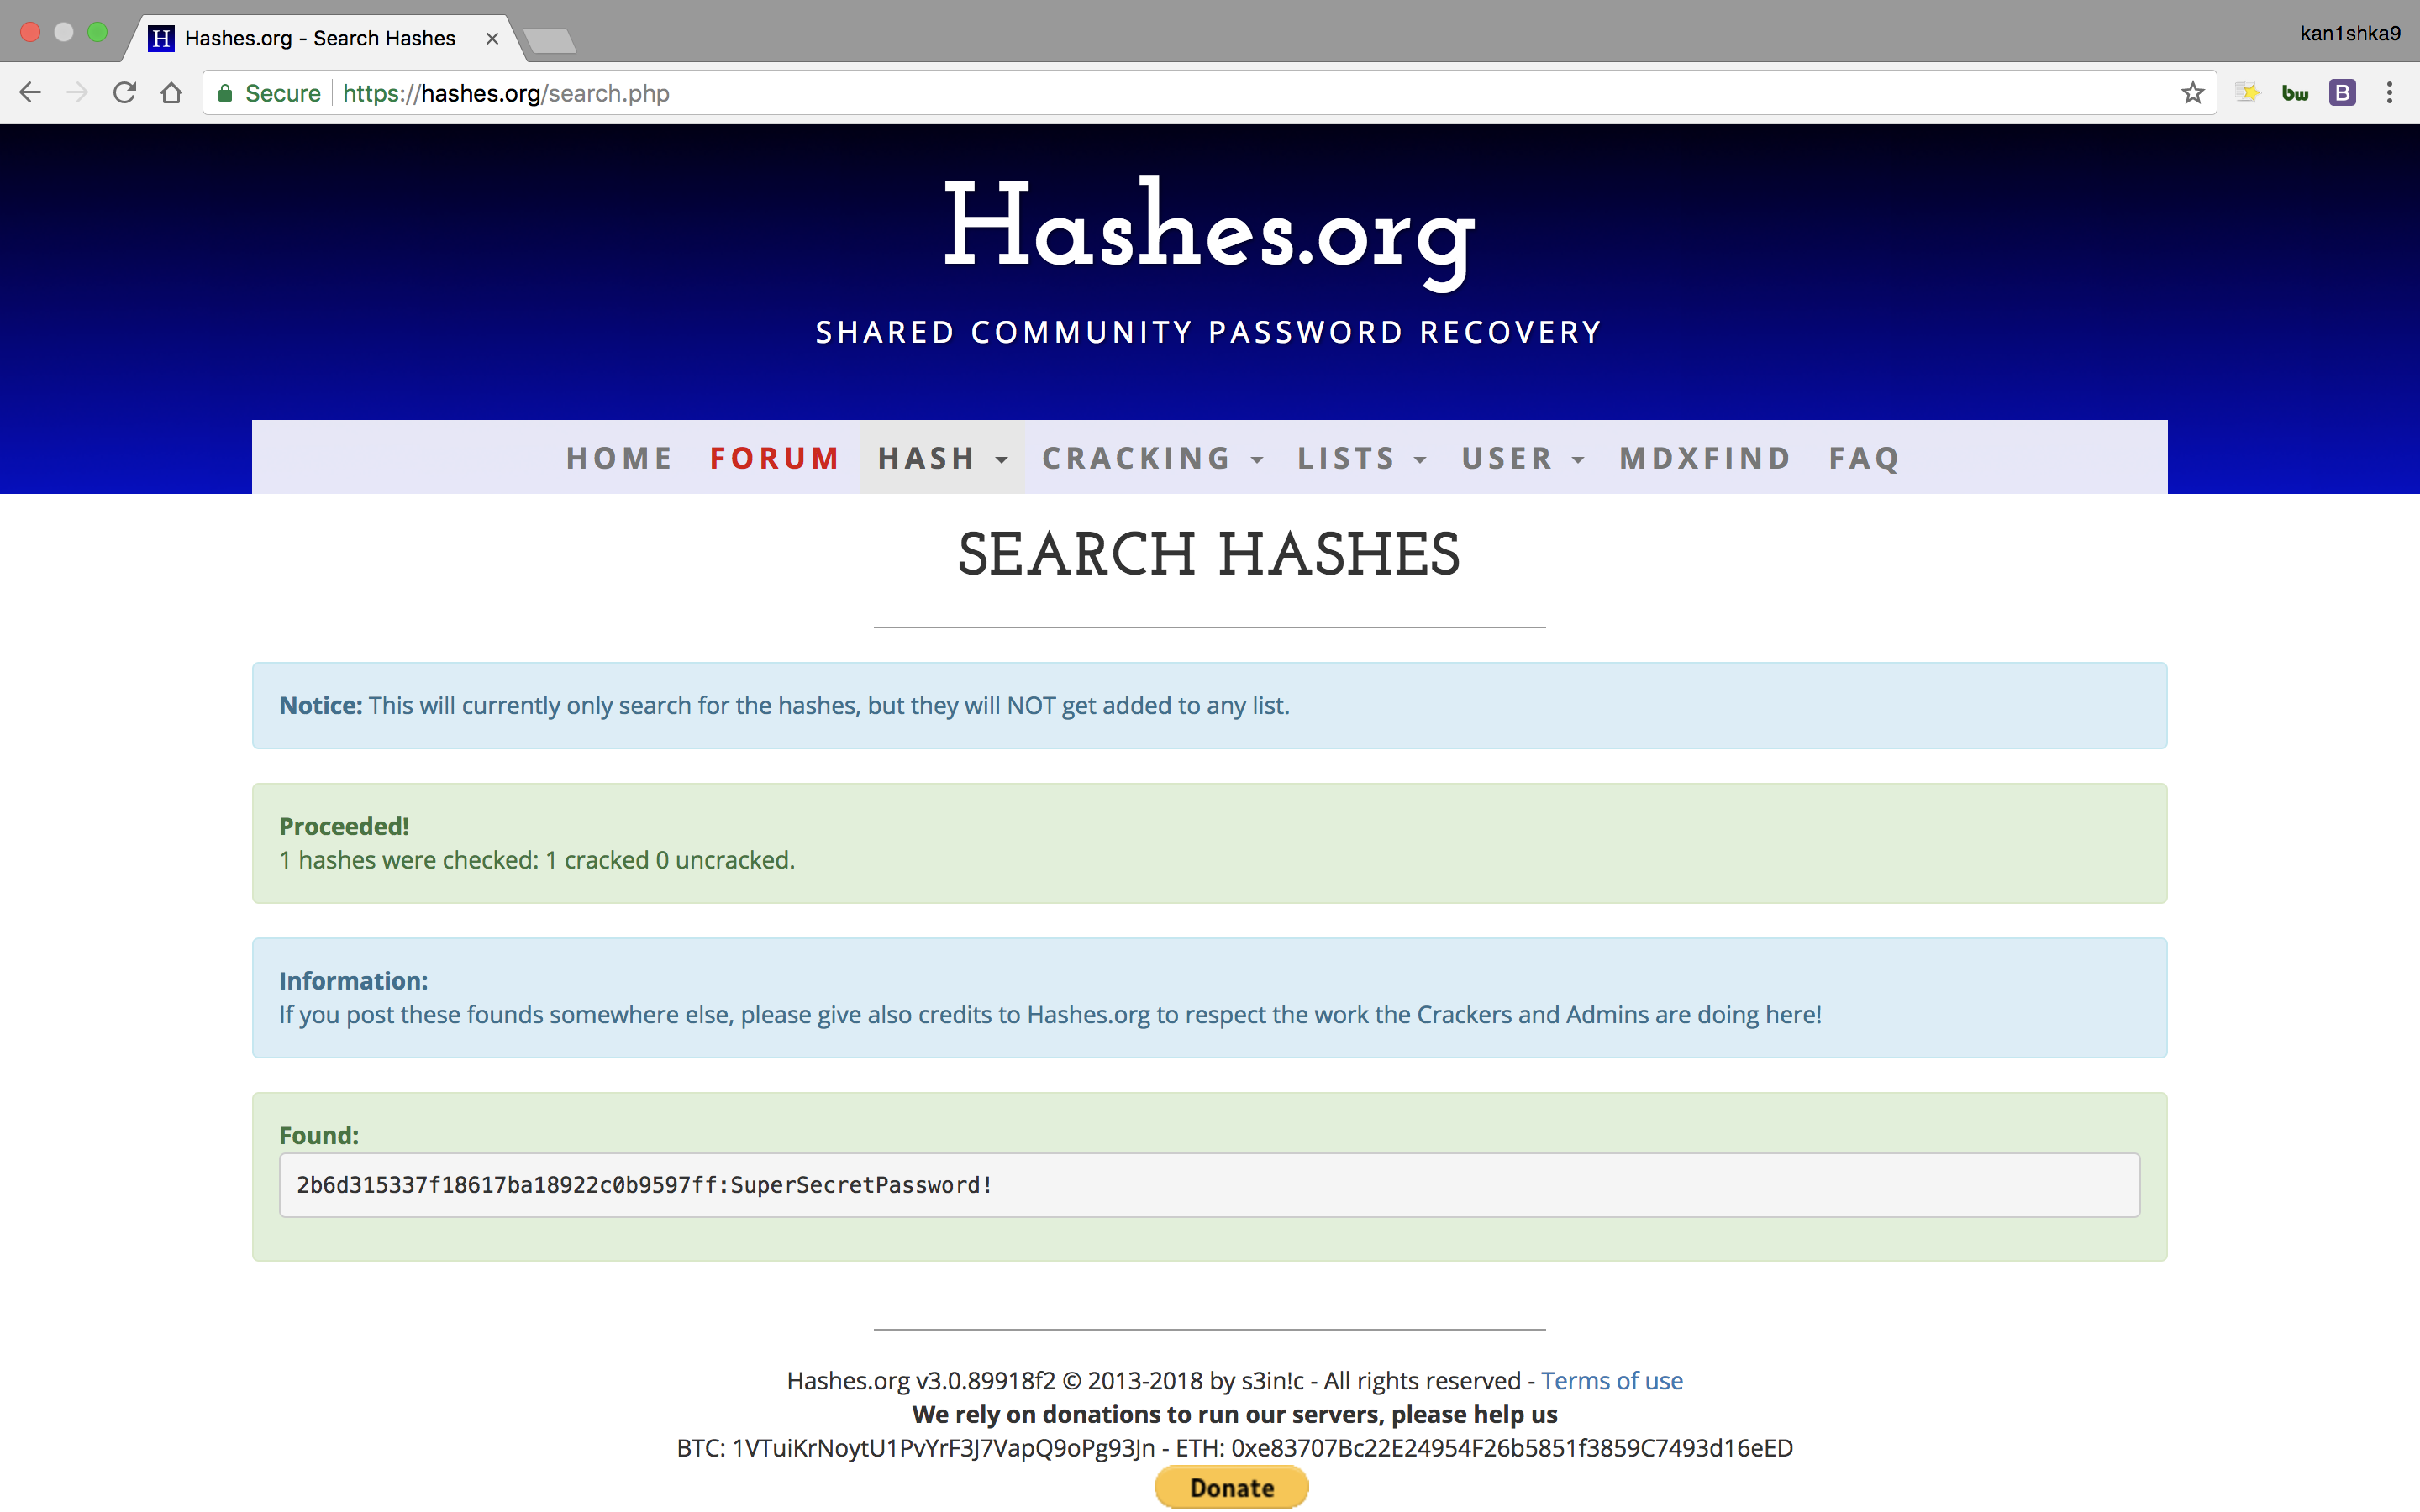 Hashes.org - Search Hashes
kan1shka9
Secure https://hashes.org/search.php
Hashes.org
SHARED COMMUNITY PASSWORD RECOVERY
HOME FORUM HASH CRACKING LISTS USER MDXFIND FAQ
SEARCH HASHES
Notice: This will currently only search for the hashes, but they will NOT get added to any list.
Proceeded!
1 hashes were checked: 1 cracked 0 uncracked.
Information:
If you post these founds somewhere else, please give also credits to Hashes.org to respect the work the Crackers and Admins are doing here!
Found:
2b6d315337f18617ba18922c0b9597ff:SuperSecretPassword!
Hashes.org v3.0.89918f2 © 2013-2018 by s3in!c - All rights reserved - Terms of use
We rely on donations to run our servers, please help us
BTC: 1VTuiKrNoytU1PvYrF3J7VapQ9oPg93Jn - ETH: 0xe83707Bc22E24954F26b5851f3859C7493d16eED
Donate